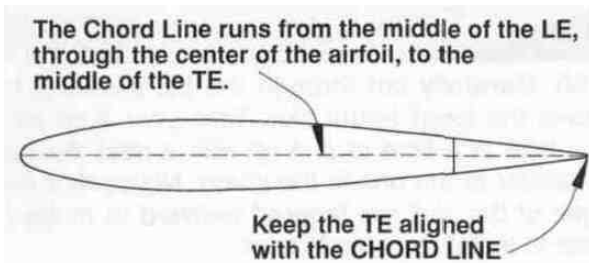 The Chord Line runs from the middle of the LE,
through the center of the airfoil, to the
middle of the TE.
Keep the TE aligned
with the CHORD LINE